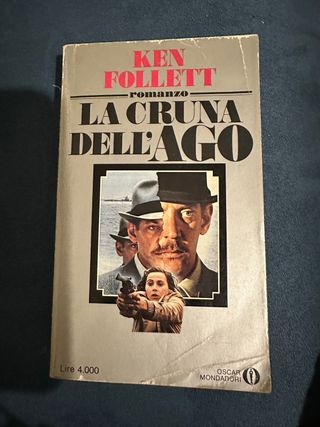 KEN
FOLLETT
romanzo
LA CRUNA
DELL'AGO
Lire 4.000
OSCAR
MONDADORI